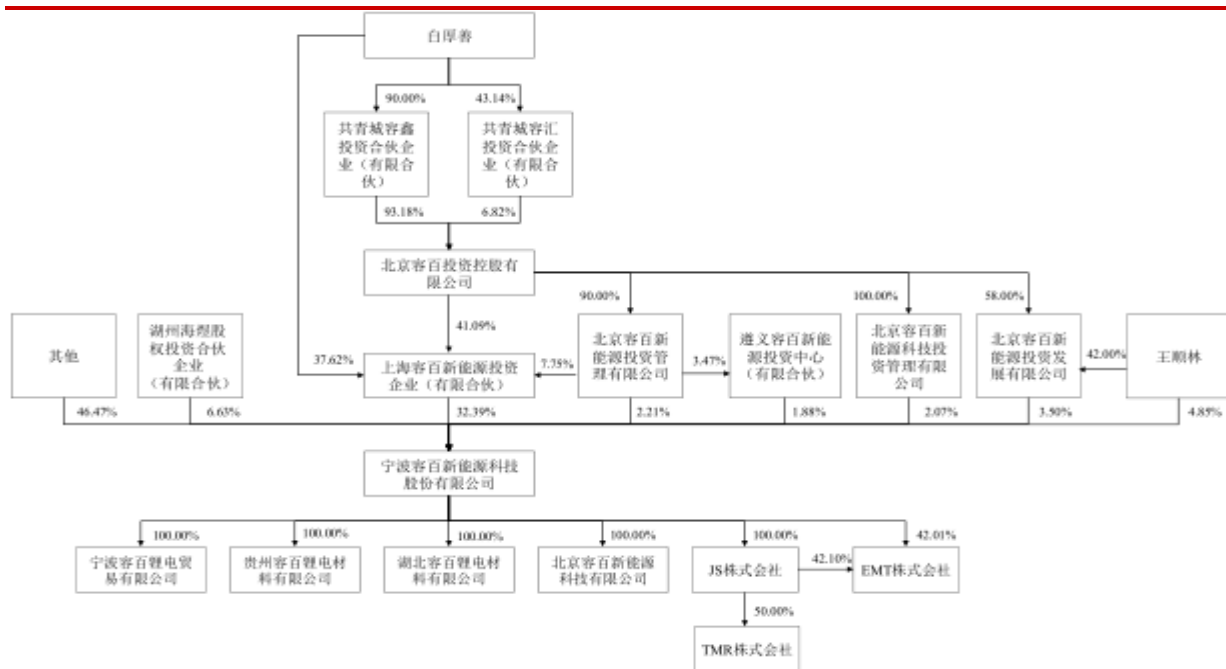 白厚善
90.00%
43.14%
共青城容鑫
投资合伙企
业（有限合
伙）
共青城容汇
投资合伙企
业（有限合
伙）
93.18%
6.82%
北京容百投资控股有
限公司
90.00%
100.00%
58.00%
41.09%
其他
湖州海煜股
权投资合伙
企业
（有限合伙）
37.62%
上海容百新能源投资
企业（有限合伙）
7.75%
北京容百新
能源投资管
理有限公司
3.47%
遵义容百新能
源投资中心
（有限合伙）
北京容百新
能源科技投
资管理有限
公司
北京容百新
能源投资发
展有限公司
42.00%
王顺林
46.47%
6.63%
32.39%
2.21%
1.88%
2.07%
3.50%
4.85%
宁波容百新能源科技
股份有限公司
100.00%
100.00%
100.00%
100.00%
100.00%
42.01%
宁波容百锂电贸
易有限公司
贵州容百锂电材
料有限公司
湖北容百锂电材
料有限公司
北京容百新能源
科技有限公司
JS株式会社
42.10%
EMT株式会社
50.00%
TMR株式会社